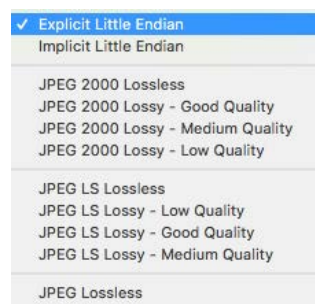 ✓ Explicit Little Endian
Implicit Little Endian
JPEG 2000 Lossless
JPEG 2000 Lossy - Good Quality
JPEG 2000 Lossy - Medium Quality
JPEG 2000 Lossy - Low Quality
JPEG LS Lossless
JPEG LS Lossy - Low Quality
JPEG LS Lossy - Good Quality
JPEG LS Lossy - Medium Quality
JPEG Lossless